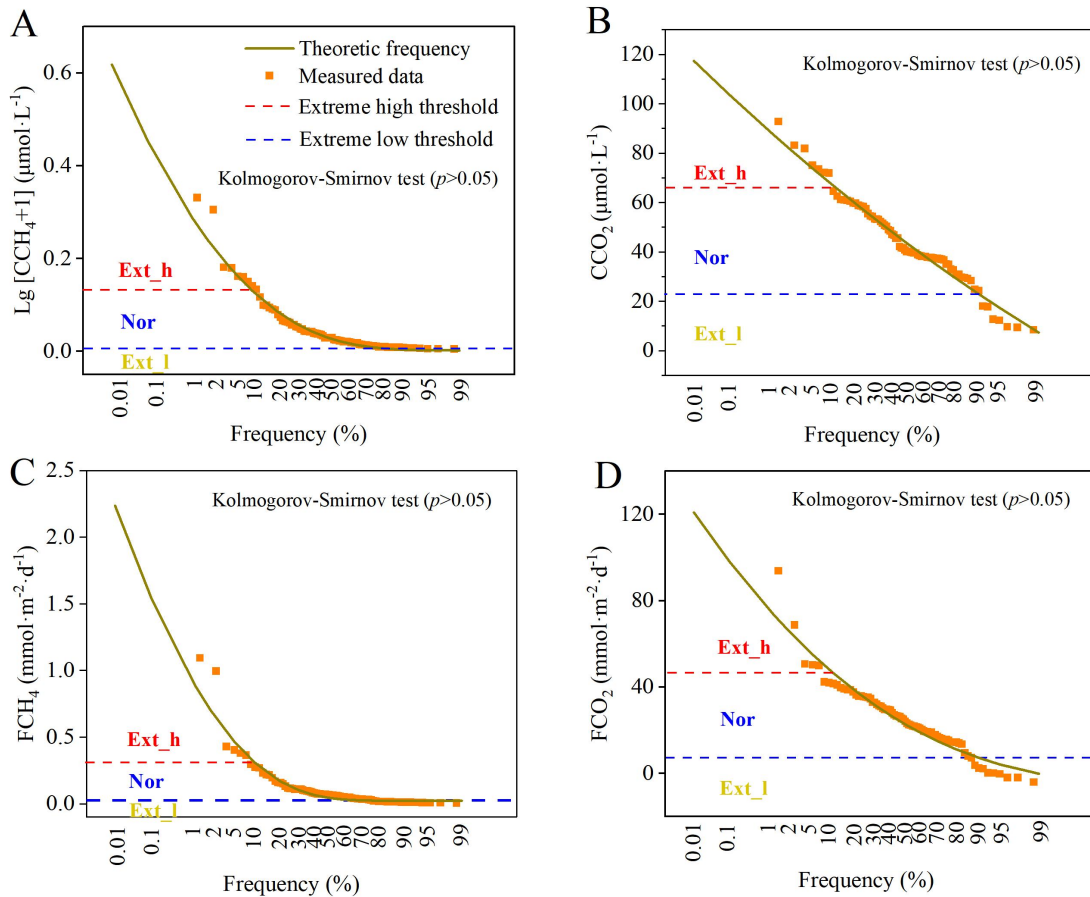 A
Theoretic frequency
Measured data
Extreme high threshold
Extreme low threshold
Kolmogorov-Smirnov test (p>0.05)
Lg [CCH₄+1] (μmol·L⁻¹)
0.6
0.4
0.2
0.0
Ext_h
Nor
Ext_l
0.01 0.1 1 2 5 10 20 30 40 50 60 70 80 90 95 99
Frequency (%)
B
Kolmogorov-Smirnov test (p>0.05)
CCO₂ (μmol·L⁻¹)
120
100
80
60
40
20
0
Ext_h
Nor
Ext_l
0.01 0.1 1 2 5 10 20 30 40 50 60 70 80 90 95 99
Frequency (%)
C
Kolmogorov-Smirnov test (p>0.05)
FCH₄ (mmol·m⁻²·d⁻¹)
2.5
2.0
1.5
1.0
0.5
0.0
Ext_h
Nor
Ext_l
0.01 0.1 1 2 5 10 20 30 40 50 60 70 80 90 95 99
Frequency (%)
D
Kolmogorov-Smirnov test (p>0.05)
FCO₂ (mmol·m⁻²·d⁻¹)
120
80
40
0
Ext_h
Nor
Ext_l
0.01 0.1 1 2 5 10 20 30 40 50 60 70 80 90 95 99
Frequency (%)